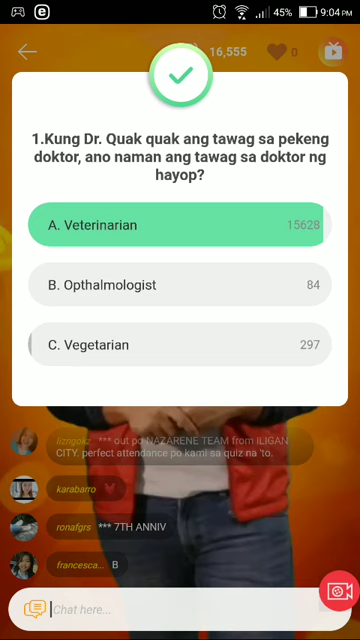 45% 9:04 PM
16,555 0
1.Kung Dr. Quak quak ang tawag sa pekeng
doktor, ano naman ang tawag sa doktor ng
hayop?
A. Veterinarian 15628
B. Opthalmologist 84
C. Vegetarian 297
lizngokz *** out po NAZARENE TEAM from ILIGAN
CITY. perfect attendance po kami sa quiz na 'to.
karabarro
ronafgrs *** 7TH ANNIV
francesca... B
Chat here...